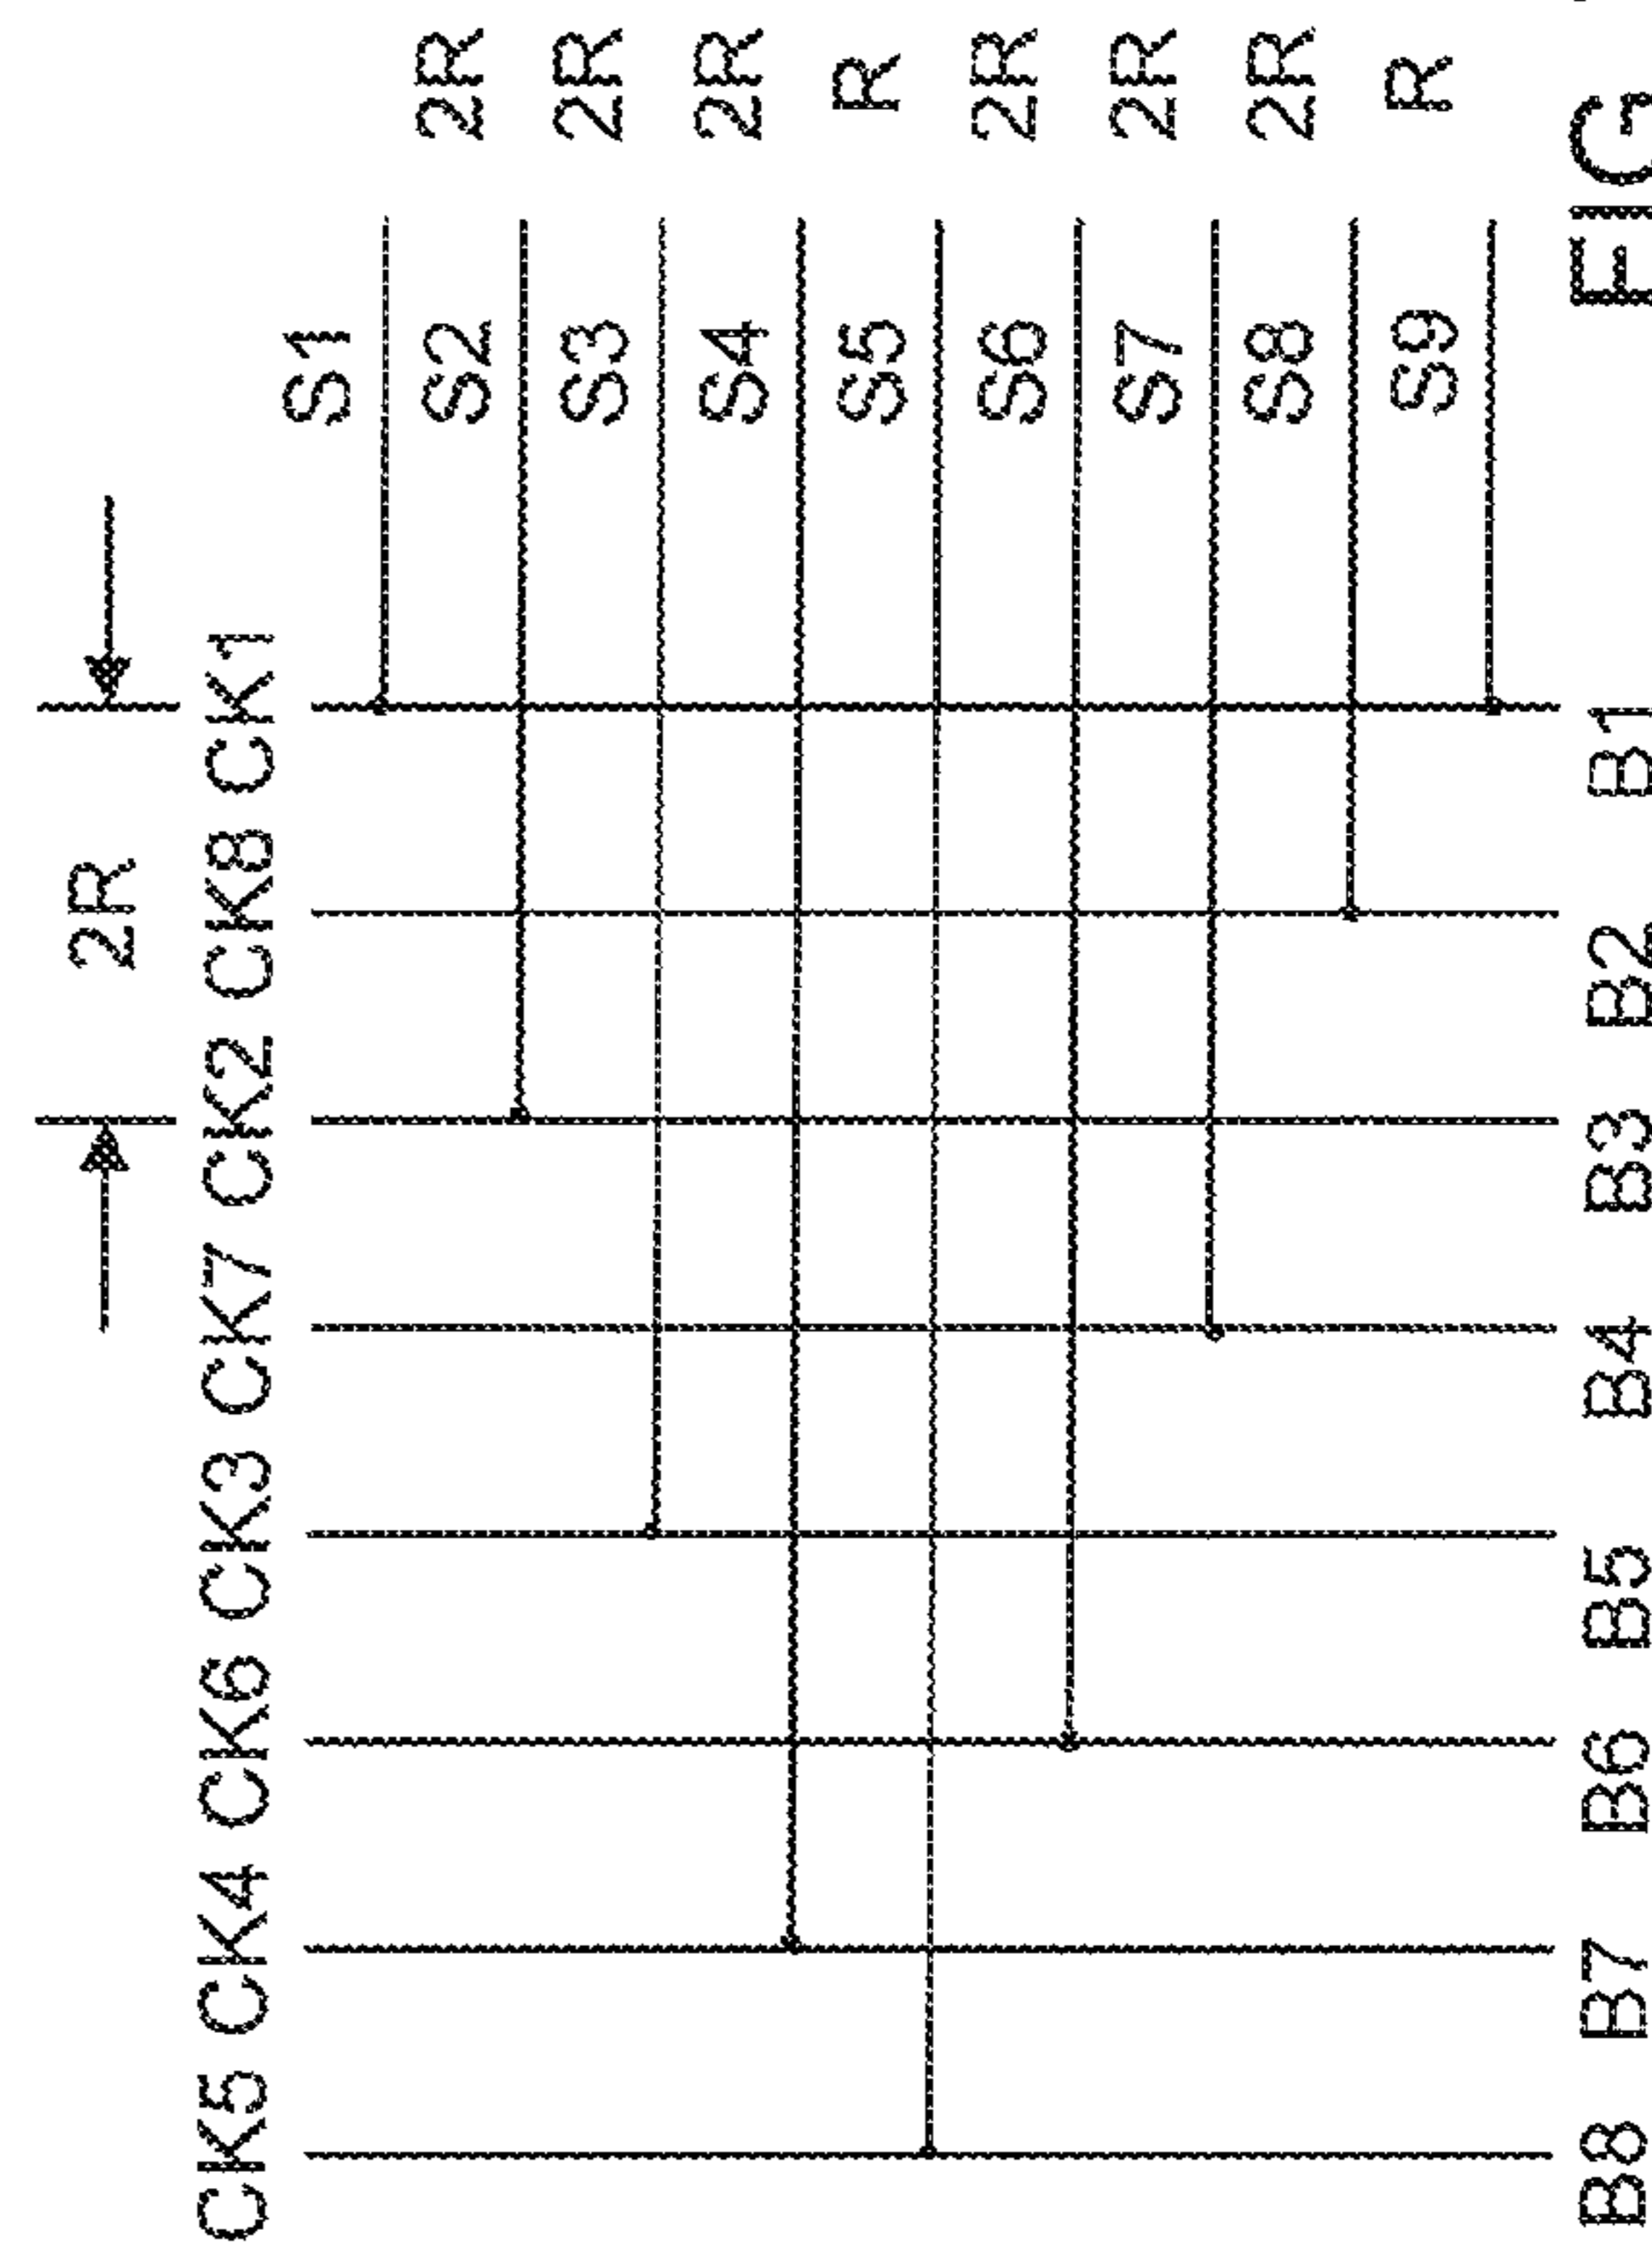 2R
CK5 CK4 CK6 CK3 CK7 CK2 CK8 CK1
S1
S2 2R
S3 2R
S4 2R
S5 R
S6 2R
S7 2R
S8 2R
S9 R
B8 B7 B6 B5 B4 B3 B2 B1
FIG